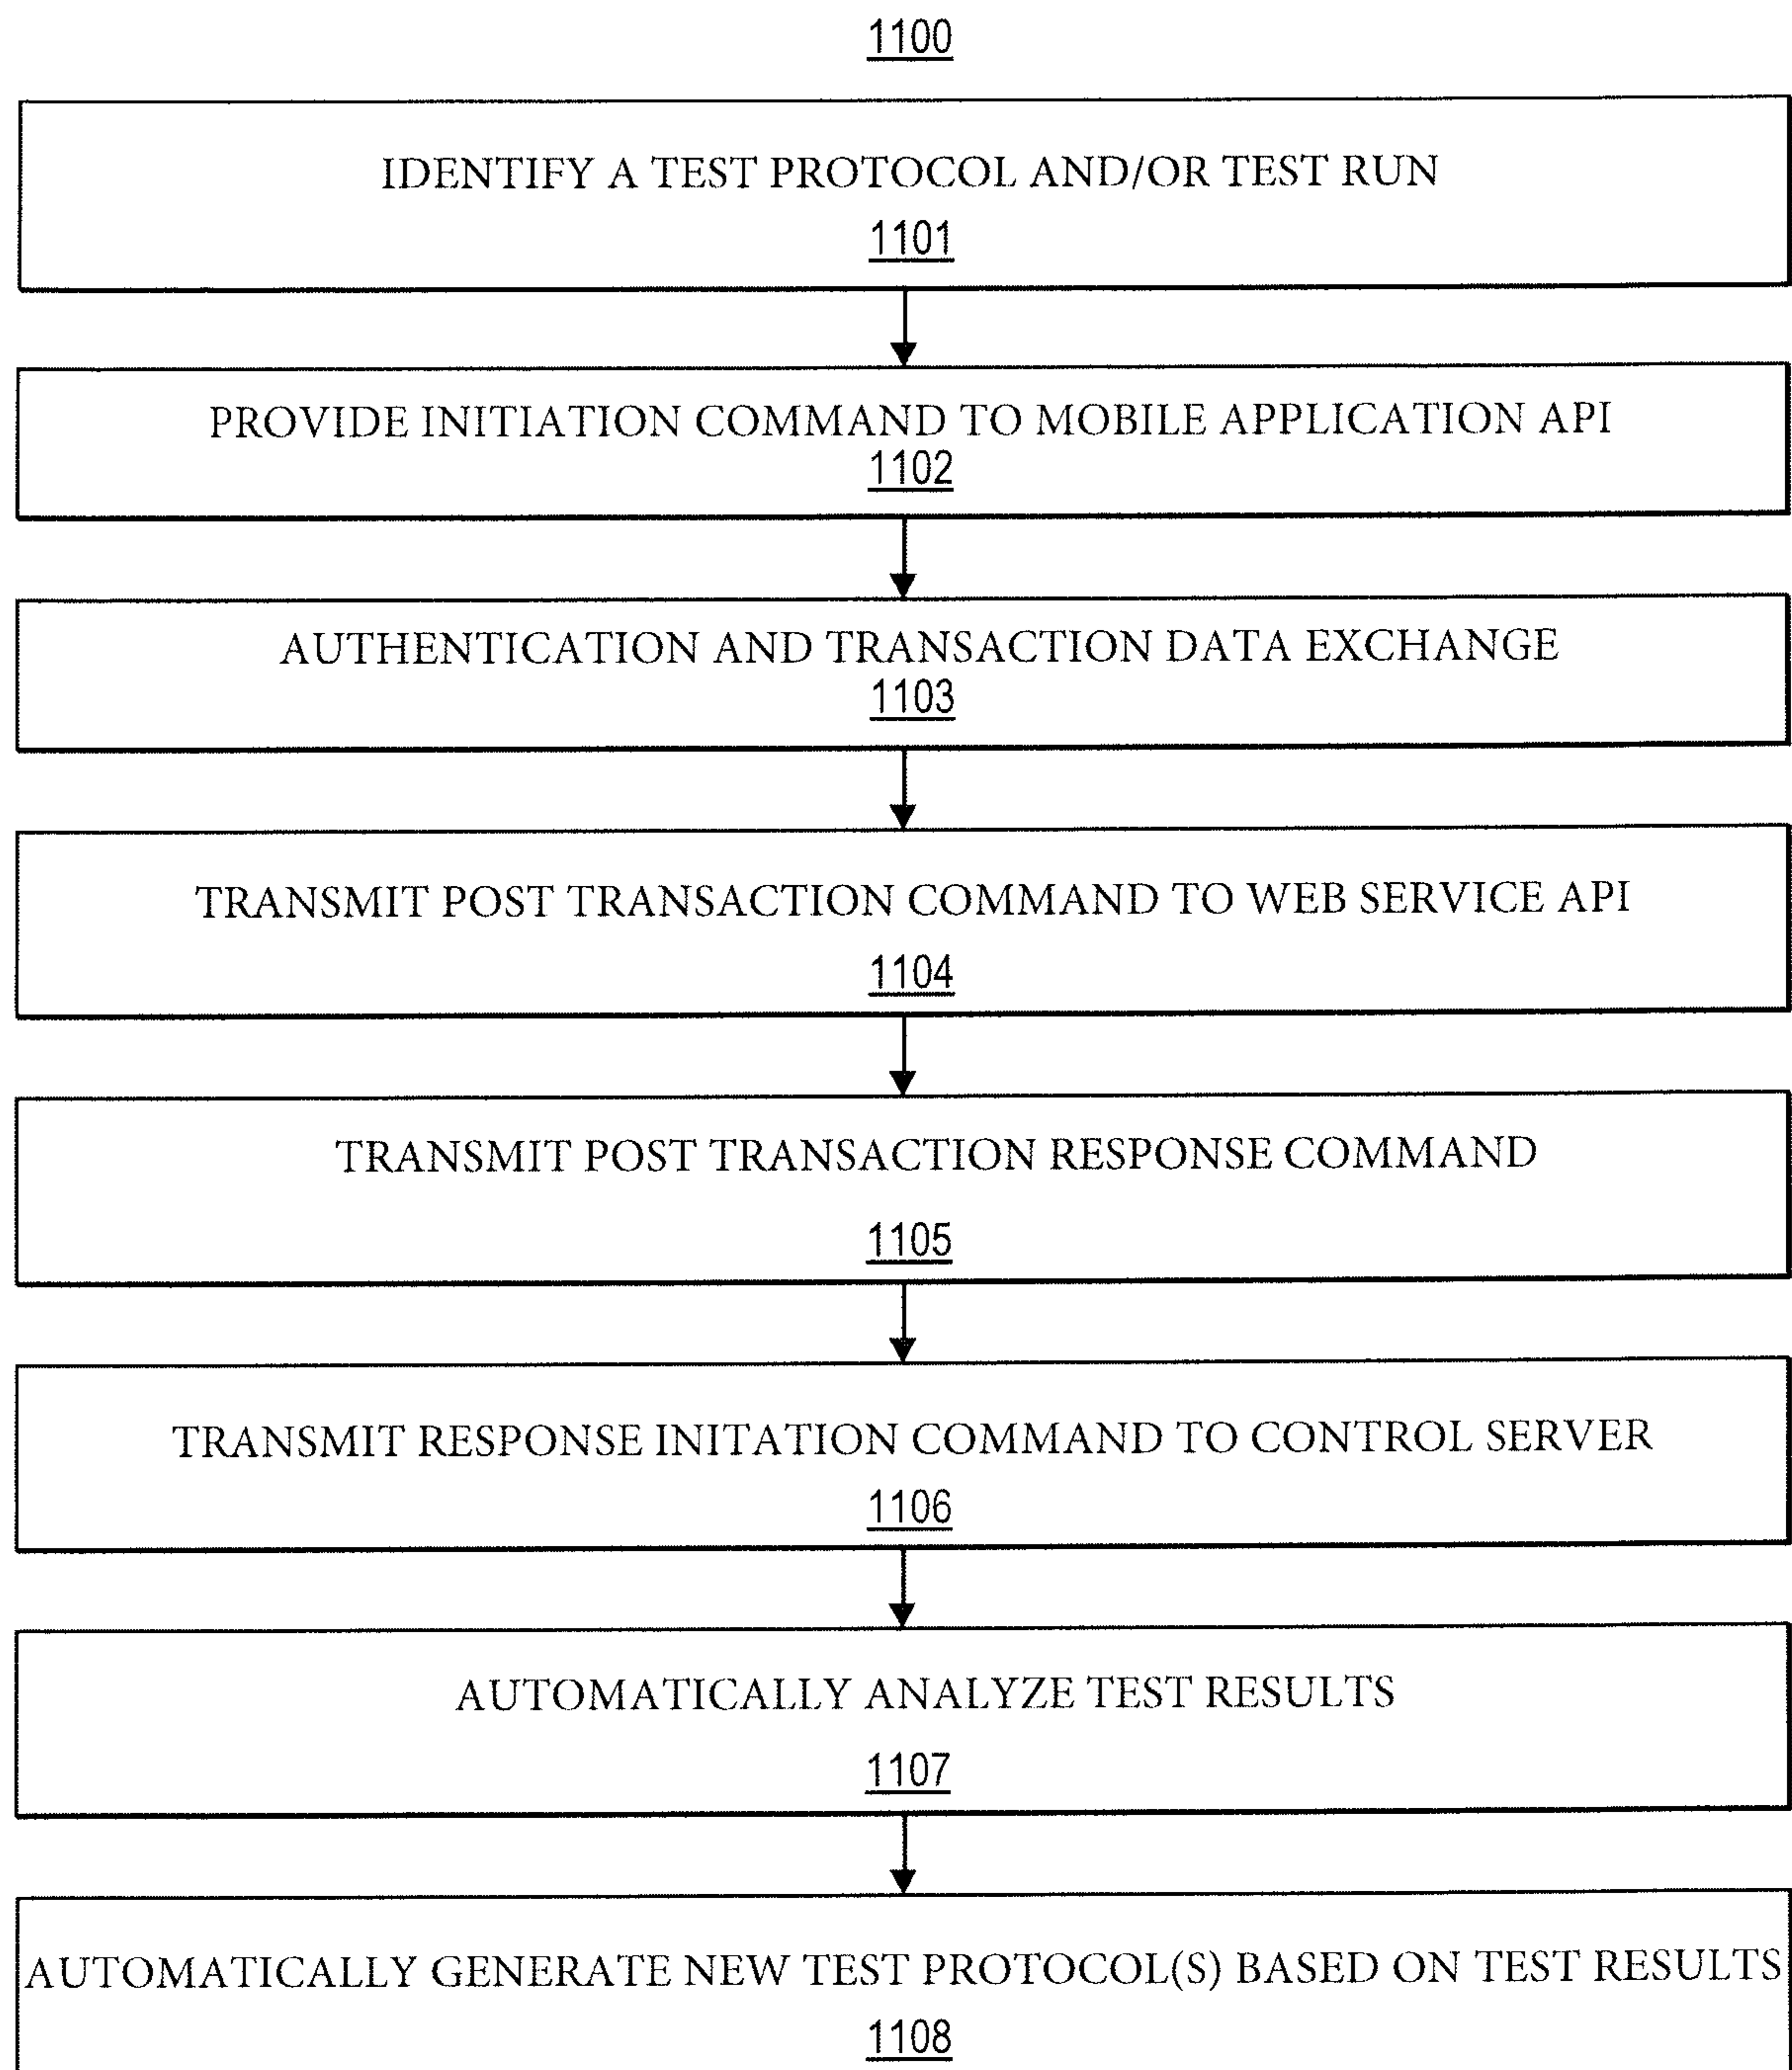 1100
IDENTIFY A TEST PROTOCOL AND/OR TEST RUN
1101
PROVIDE INITIATION COMMAND TO MOBILE APPLICATION API
1102
AUTHENTICATION AND TRANSACTION DATA EXCHANGE
1103
TRANSMIT POST TRANSACTION COMMAND TO WEB SERVICE API
1104
TRANSMIT POST TRANSACTION RESPONSE COMMAND
1105
TRANSMIT RESPONSE INITATION COMMAND TO CONTROL SERVER
1106
AUTOMATICALLY ANALYZE TEST RESULTS
1107
AUTOMATICALLY GENERATE NEW TEST PROTOCOL(S) BASED ON TEST RESULTS
1108